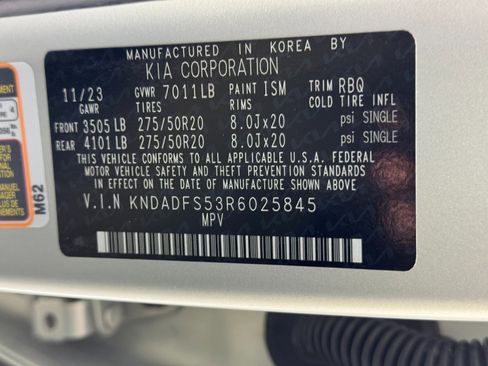 MANUFACTURED IN KOREA BY
KIA CORPORATION
11/23 GVWR 7011LB PAINT ISM TRIM RBQ
GAWR TIRES RIMS COLD TIRE INFL
FRONT 3505 LB 275/50R20 8.0Jx20 psi SINGLE
REAR 4101 LB 275/50R20 8.0Jx20 psi SINGLE
THIS VEHICLE CONFORMS TO ALL APPLICABLE U.S.A. FEDERAL
MOTOR VEHICLE SAFETY AND THEFT PREVENTION STANDARDS
IN EFFECT ON THE DATE OF MANUFACTURE SHOWN ABOVE
V.I.N KNDADFS53R6025845
MPV
M62